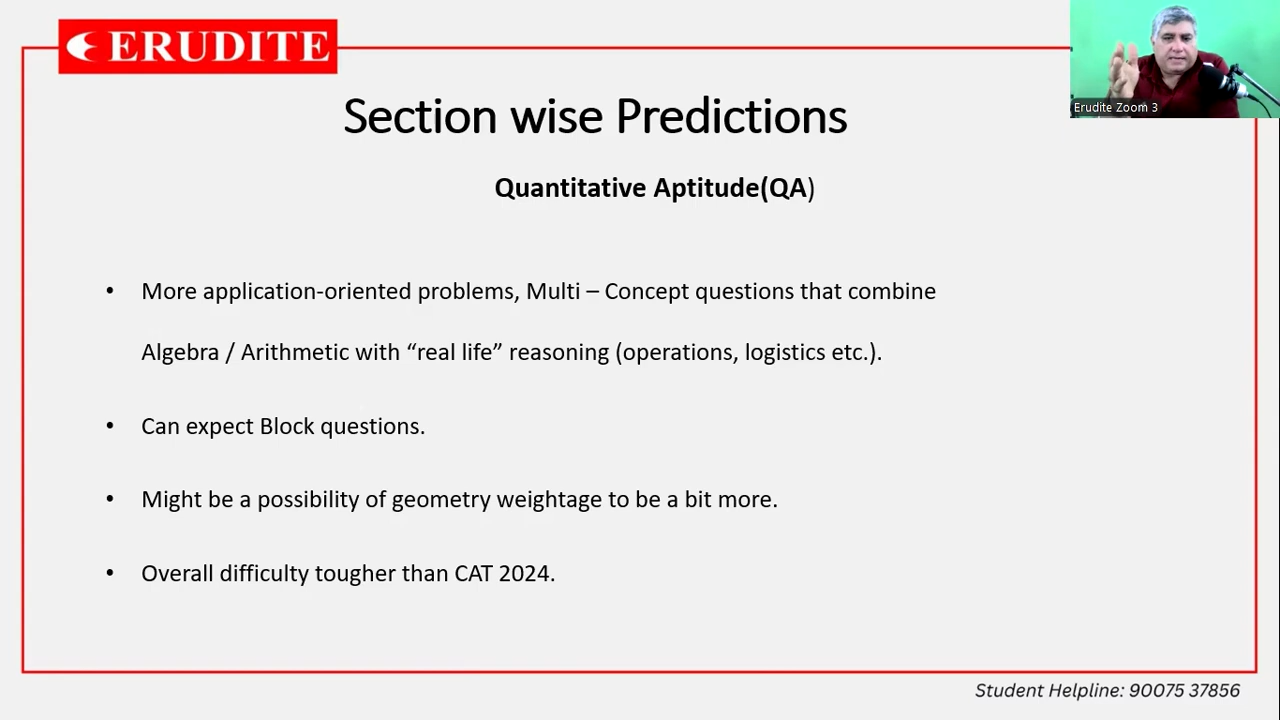 ERUDITE
Erudite Zoom 3
Section wise Predictions
Quantitative Aptitude(QA)
• More application-oriented problems, Multi – Concept questions that combine
Algebra / Arithmetic with “real life” reasoning (operations, logistics etc.).
• Can expect Block questions.
• Might be a possibility of geometry weightage to be a bit more.
• Overall difficulty tougher than CAT 2024.
Student Helpline: 90075 37856